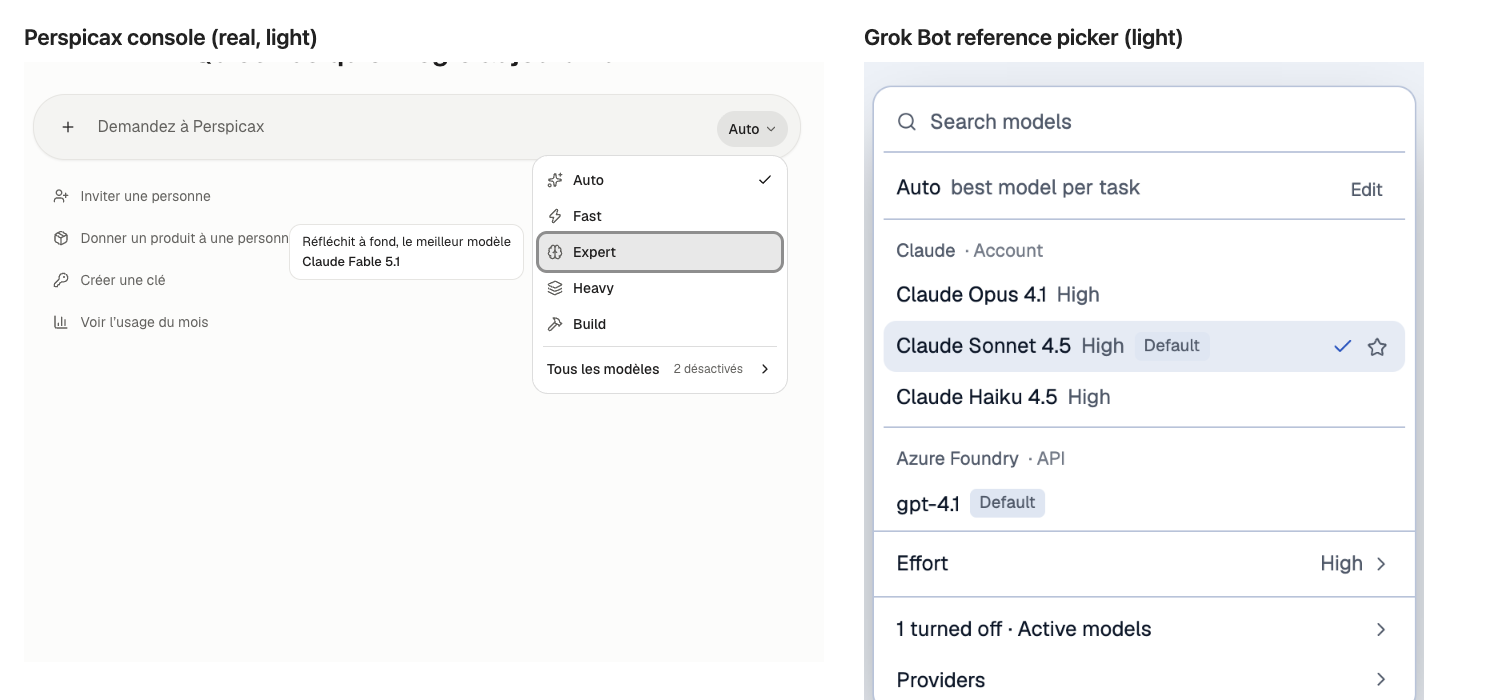 Perspicax console (real, light)
Demandez à Perspicax
Auto
Inviter une personne
Donner un produit à une personn
Créer une clé
Voir l'usage du mois
Réfléchit à fond, le meilleur modèle
Claude Fable 5.1
Auto
Fast
Expert
Heavy
Build
Tous les modèles 2 désactivés
Grok Bot reference picker (light)
Search models
Auto best model per task Edit
Claude · Account
Claude Opus 4.1 High
Claude Sonnet 4.5 High Default
Claude Haiku 4.5 High
Azure Foundry · API
gpt-4.1 Default
Effort High
1 turned off · Active models
Providers